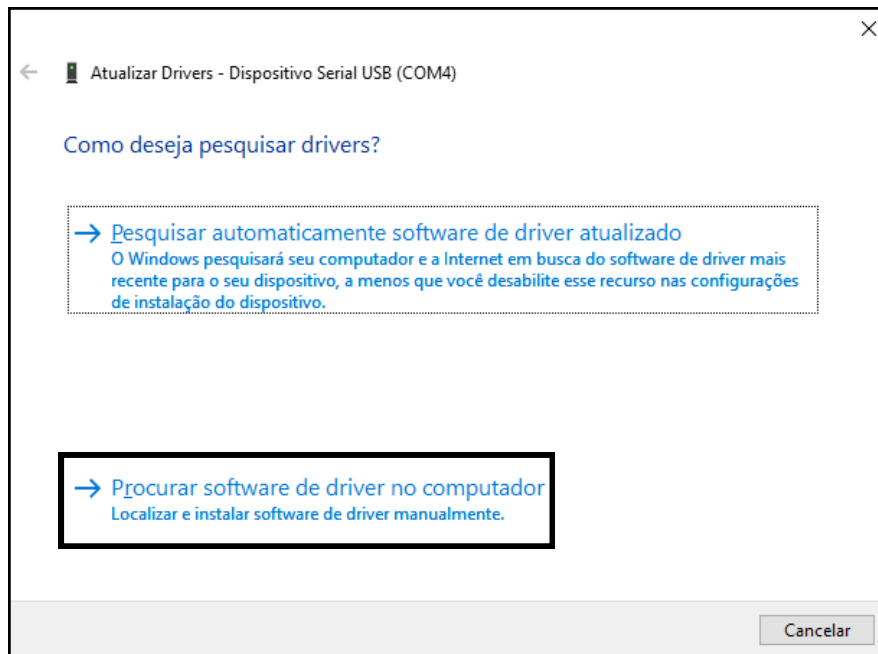 Atualizar Drivers - Dispositivo Serial USB (COM4)
Como deseja pesquisar drivers?
Pesquisar automaticamente software de driver atualizado
O Windows pesquisará seu computador e a Internet em busca do software de driver mais
recente para o seu dispositivo, a menos que você desabilite esse recurso nas configurações
de instalação do dispositivo.
Procurar software de driver no computador
Localizar e instalar software de driver manualmente.
Cancelar